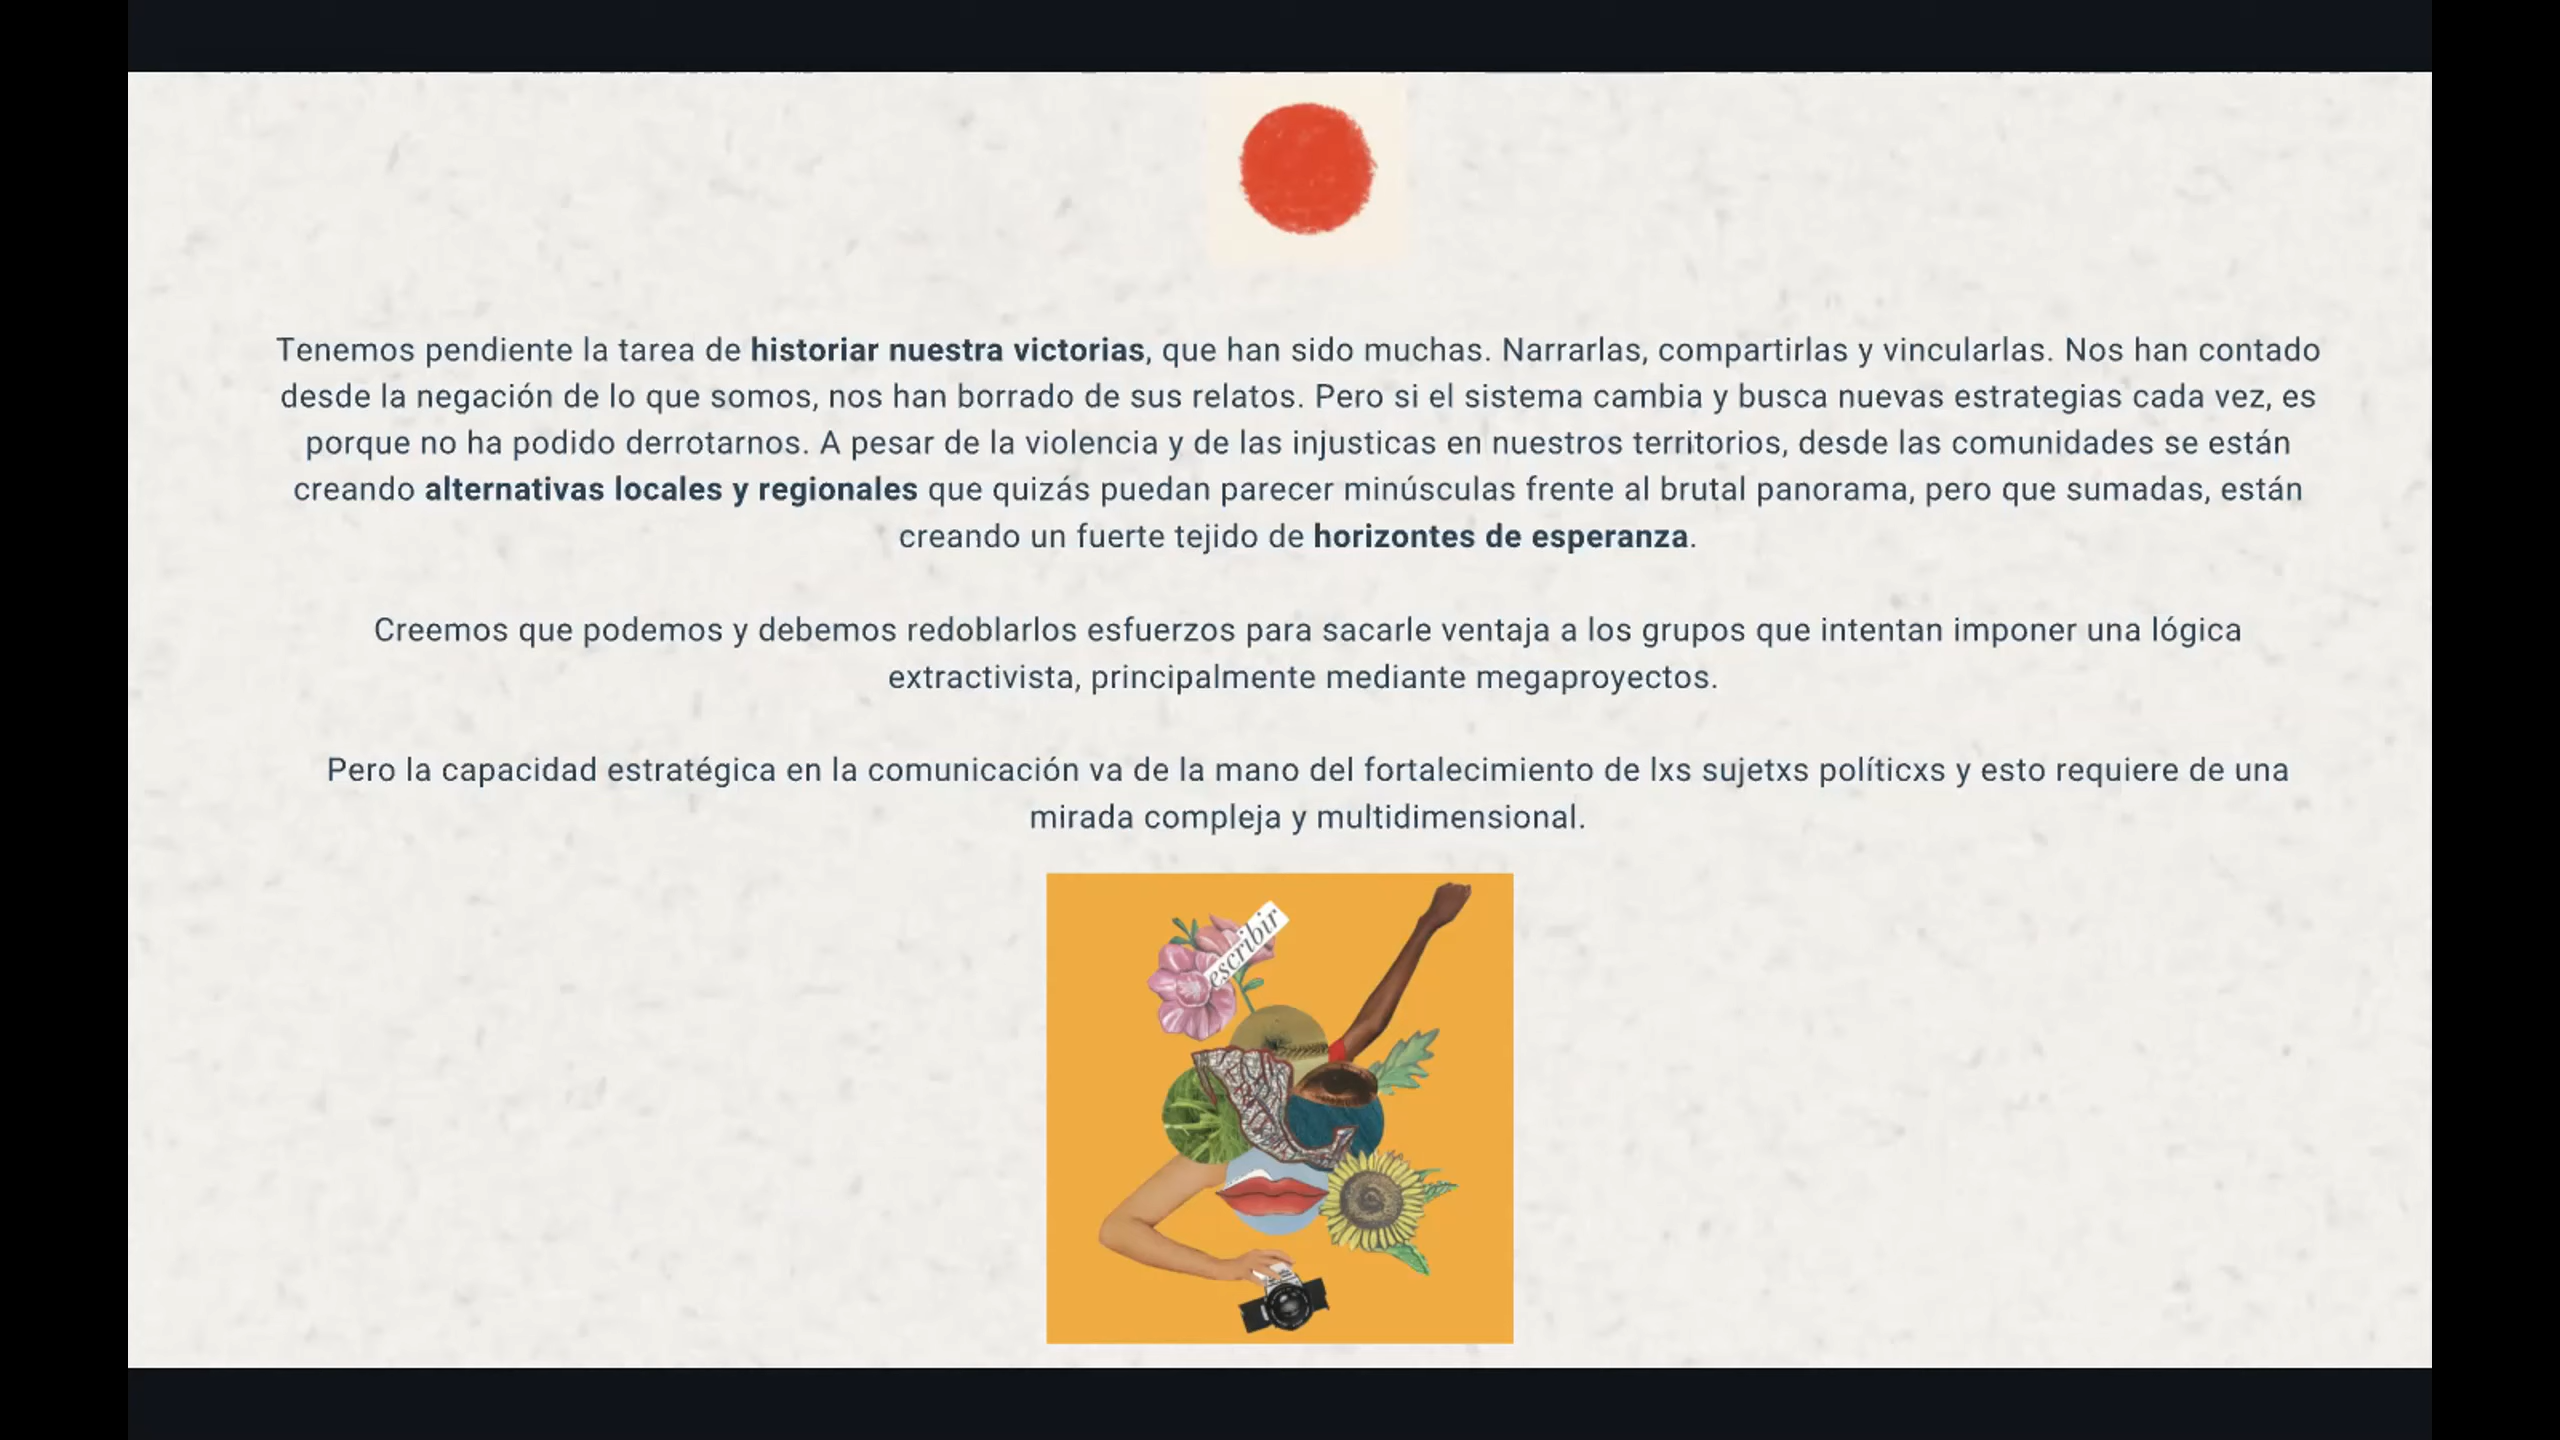 Tenemos pendiente la tarea de historiar nuestra victorias, que han sido muchas. Narrarlas, compartirlas y vincularlas. Nos han contado
desde la negación de lo que somos, nos han borrado de sus relatos. Pero si el sistema cambia y busca nuevas estrategias cada vez, es
porque no ha podido derrotarnos. A pesar de la violencia y de las injusticas en nuestros territorios, desde las comunidades se están
creando alternativas locales y regionales que quizás puedan parecer minúsculas frente al brutal panorama, pero que sumadas, están
creando un fuerte tejido de horizontes de esperanza.
Creemos que podemos y debemos redoblarlos esfuerzos para sacarle ventaja a los grupos que intentan imponer una lógica
extractivista, principalmente mediante megaproyectos.
Pero la capacidad estratégica en la comunicación va de la mano del fortalecimiento de lxs sujetxs políticxs y esto requiere de una
mirada compleja y multidimensional.
escribir